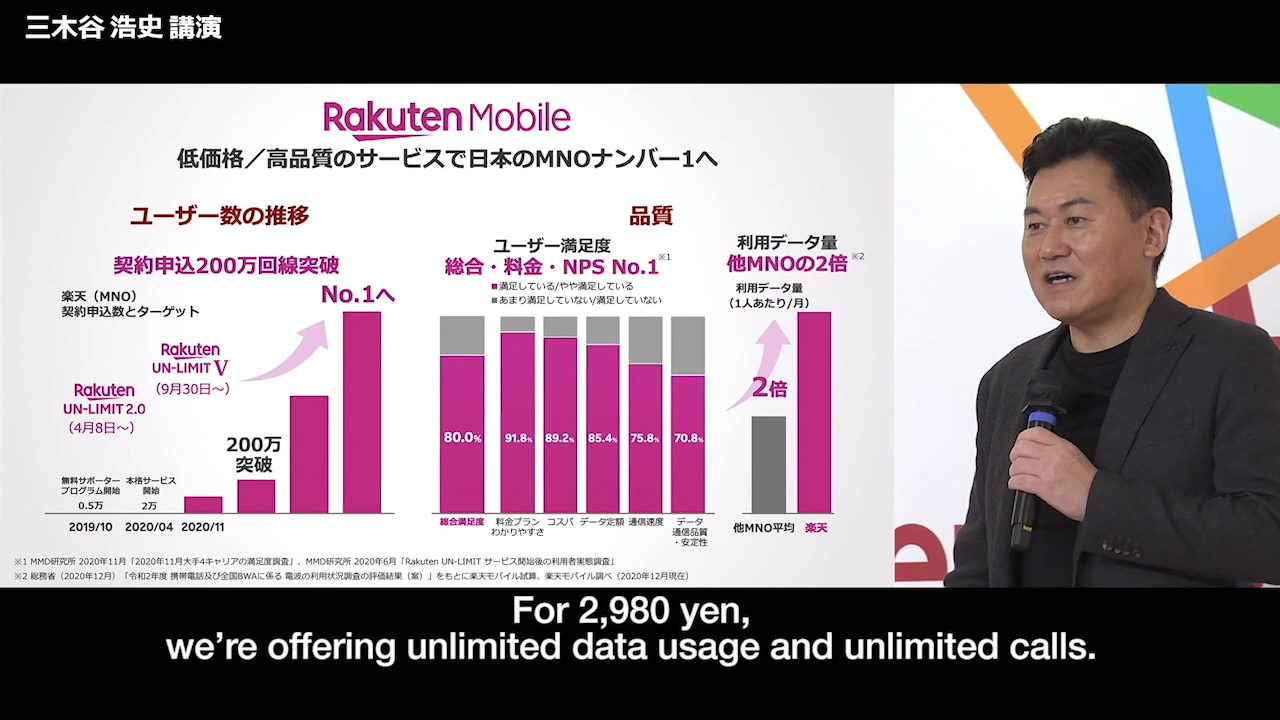 三木谷 浩史 講演
Rakuten Mobile
低価格／高品質のサービスで日本のMNOナンバー1へ
ユーザー数の推移
契約申込200万回線突破
No.1へ
楽天（MNO）
契約申込数とターゲット
Rakuten
UN-LIMIT V
（9月30日～）
Rakuten
UN-LIMIT 2.0
（4月8日～）
200万
突破
無料サポーター
プログラム開始
0.5万
本格サービス
開始
2万
2019/10
2020/04
2020/11
品質
ユーザー満足度
総合・料金・NPS No.1
※1
満足している/やや満足している
あまり満足していない/満足していない
80.0%
91.8%
89.2%
85.4%
75.8%
70.8%
総合満足度
料金プラン
わかりやすさ
コスパ
データ定額
通信速度
データ
通信品質
・安定性
利用データ量
他MNOの2倍
※2
利用データ量
（1人あたり/月）
2倍
他MNO平均
楽天
※1 MMD研究所 2020年11月「2020年11月大手4キャリアの満足度調査」、MMD研究所 2020年6月「Rakuten UN-LIMIT サービス開始後の利用者実態調査」
※2 総務省（2020年12月）「令和2年度 携帯電話及び全国BWAに係る 電波の利用状況調査の評価結果（案）」をもとに楽天モバイル試算、楽天モバイル調べ（2020年12月現在）
For 2,980 yen,
we're offering unlimited data usage and unlimited calls.